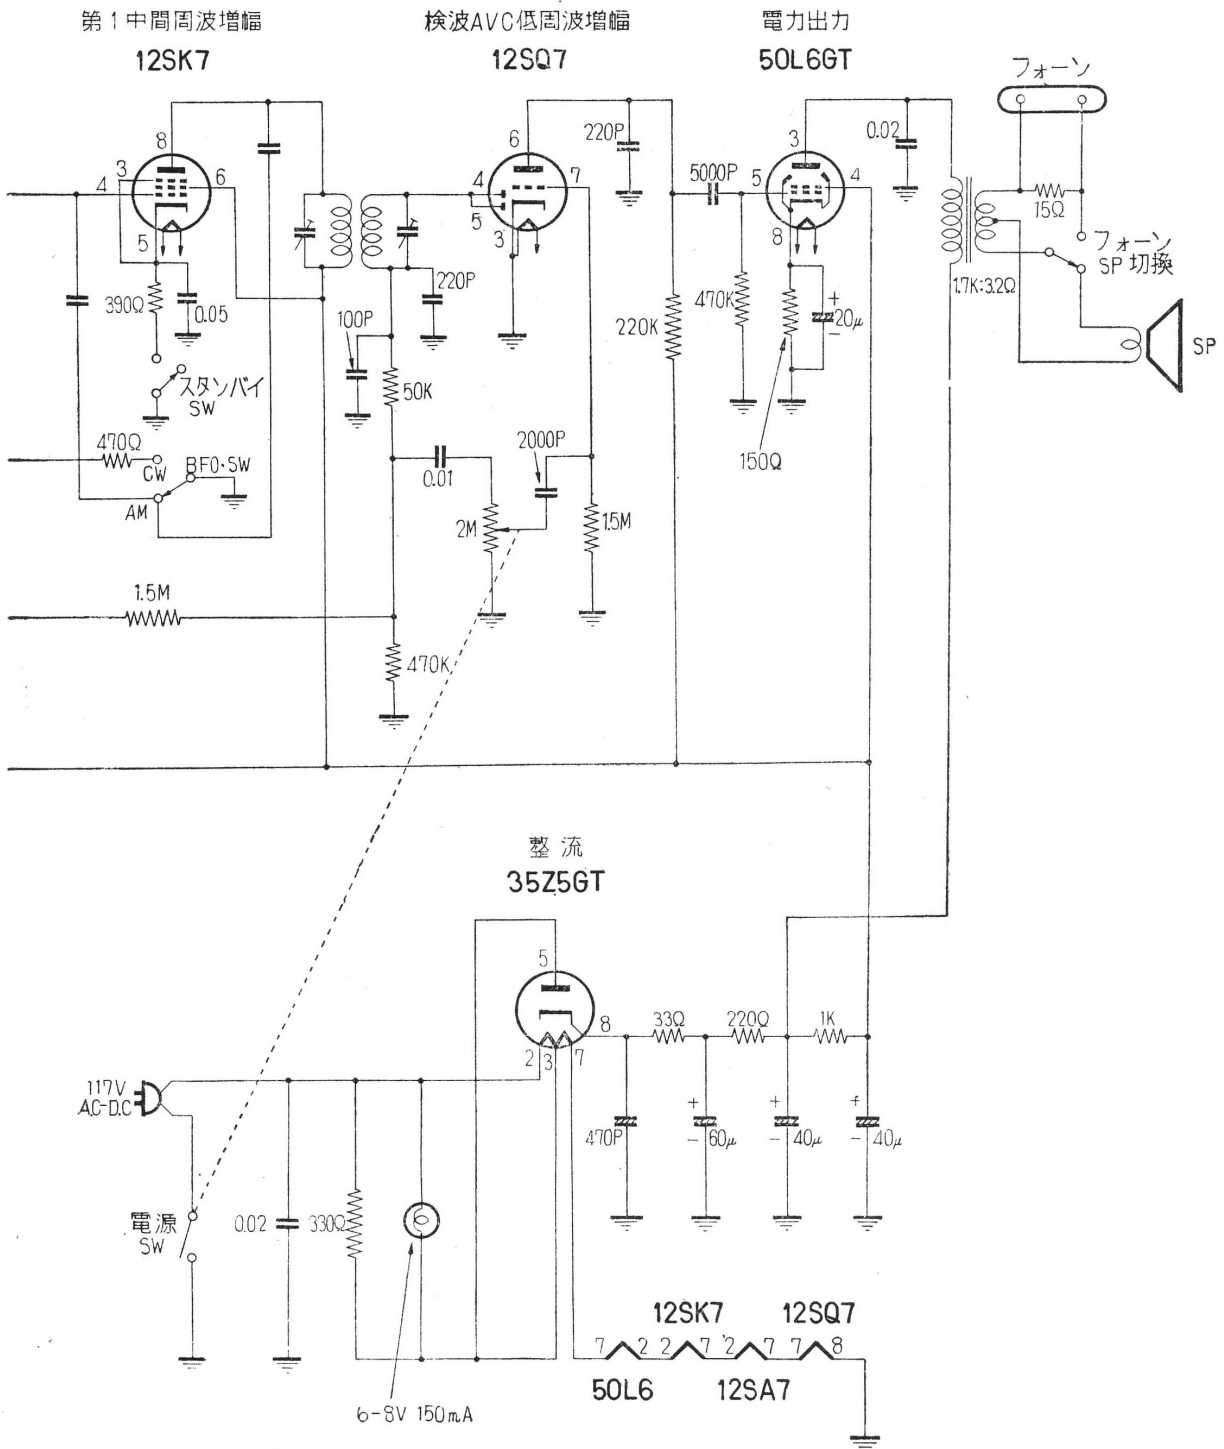 第1中間周波増幅
12SK7
検波AVC低周波増幅
12SQ7
電力出力
50L6GT
フォーン
8
3
4
6
5
390Ω
0.05
スタンバイ
SW
470Ω
CW
BFO・SW
AM
1.5M
6
4
5
3
7
220P
220P
100P
50K
0.01
2000P
2M
1.5M
470K
220K
5000P
3
5
4
8
470K
20μ
+
-
150Ω
0.02
1.7K:3.2Ω
15Ω
フォーン
SP切換
SP
整流
35Z5GT
5
8
2
3
7
33Ω
220Ω
1K
470P
+
- 60μ
+
- 40μ
+
- 40μ
117V
A.C-D.C
電源
SW
0.02
330Ω
6-8V 150mA
12SK7
12SQ7
7 2 2 7 2 7 7 8
50L6
12SA7